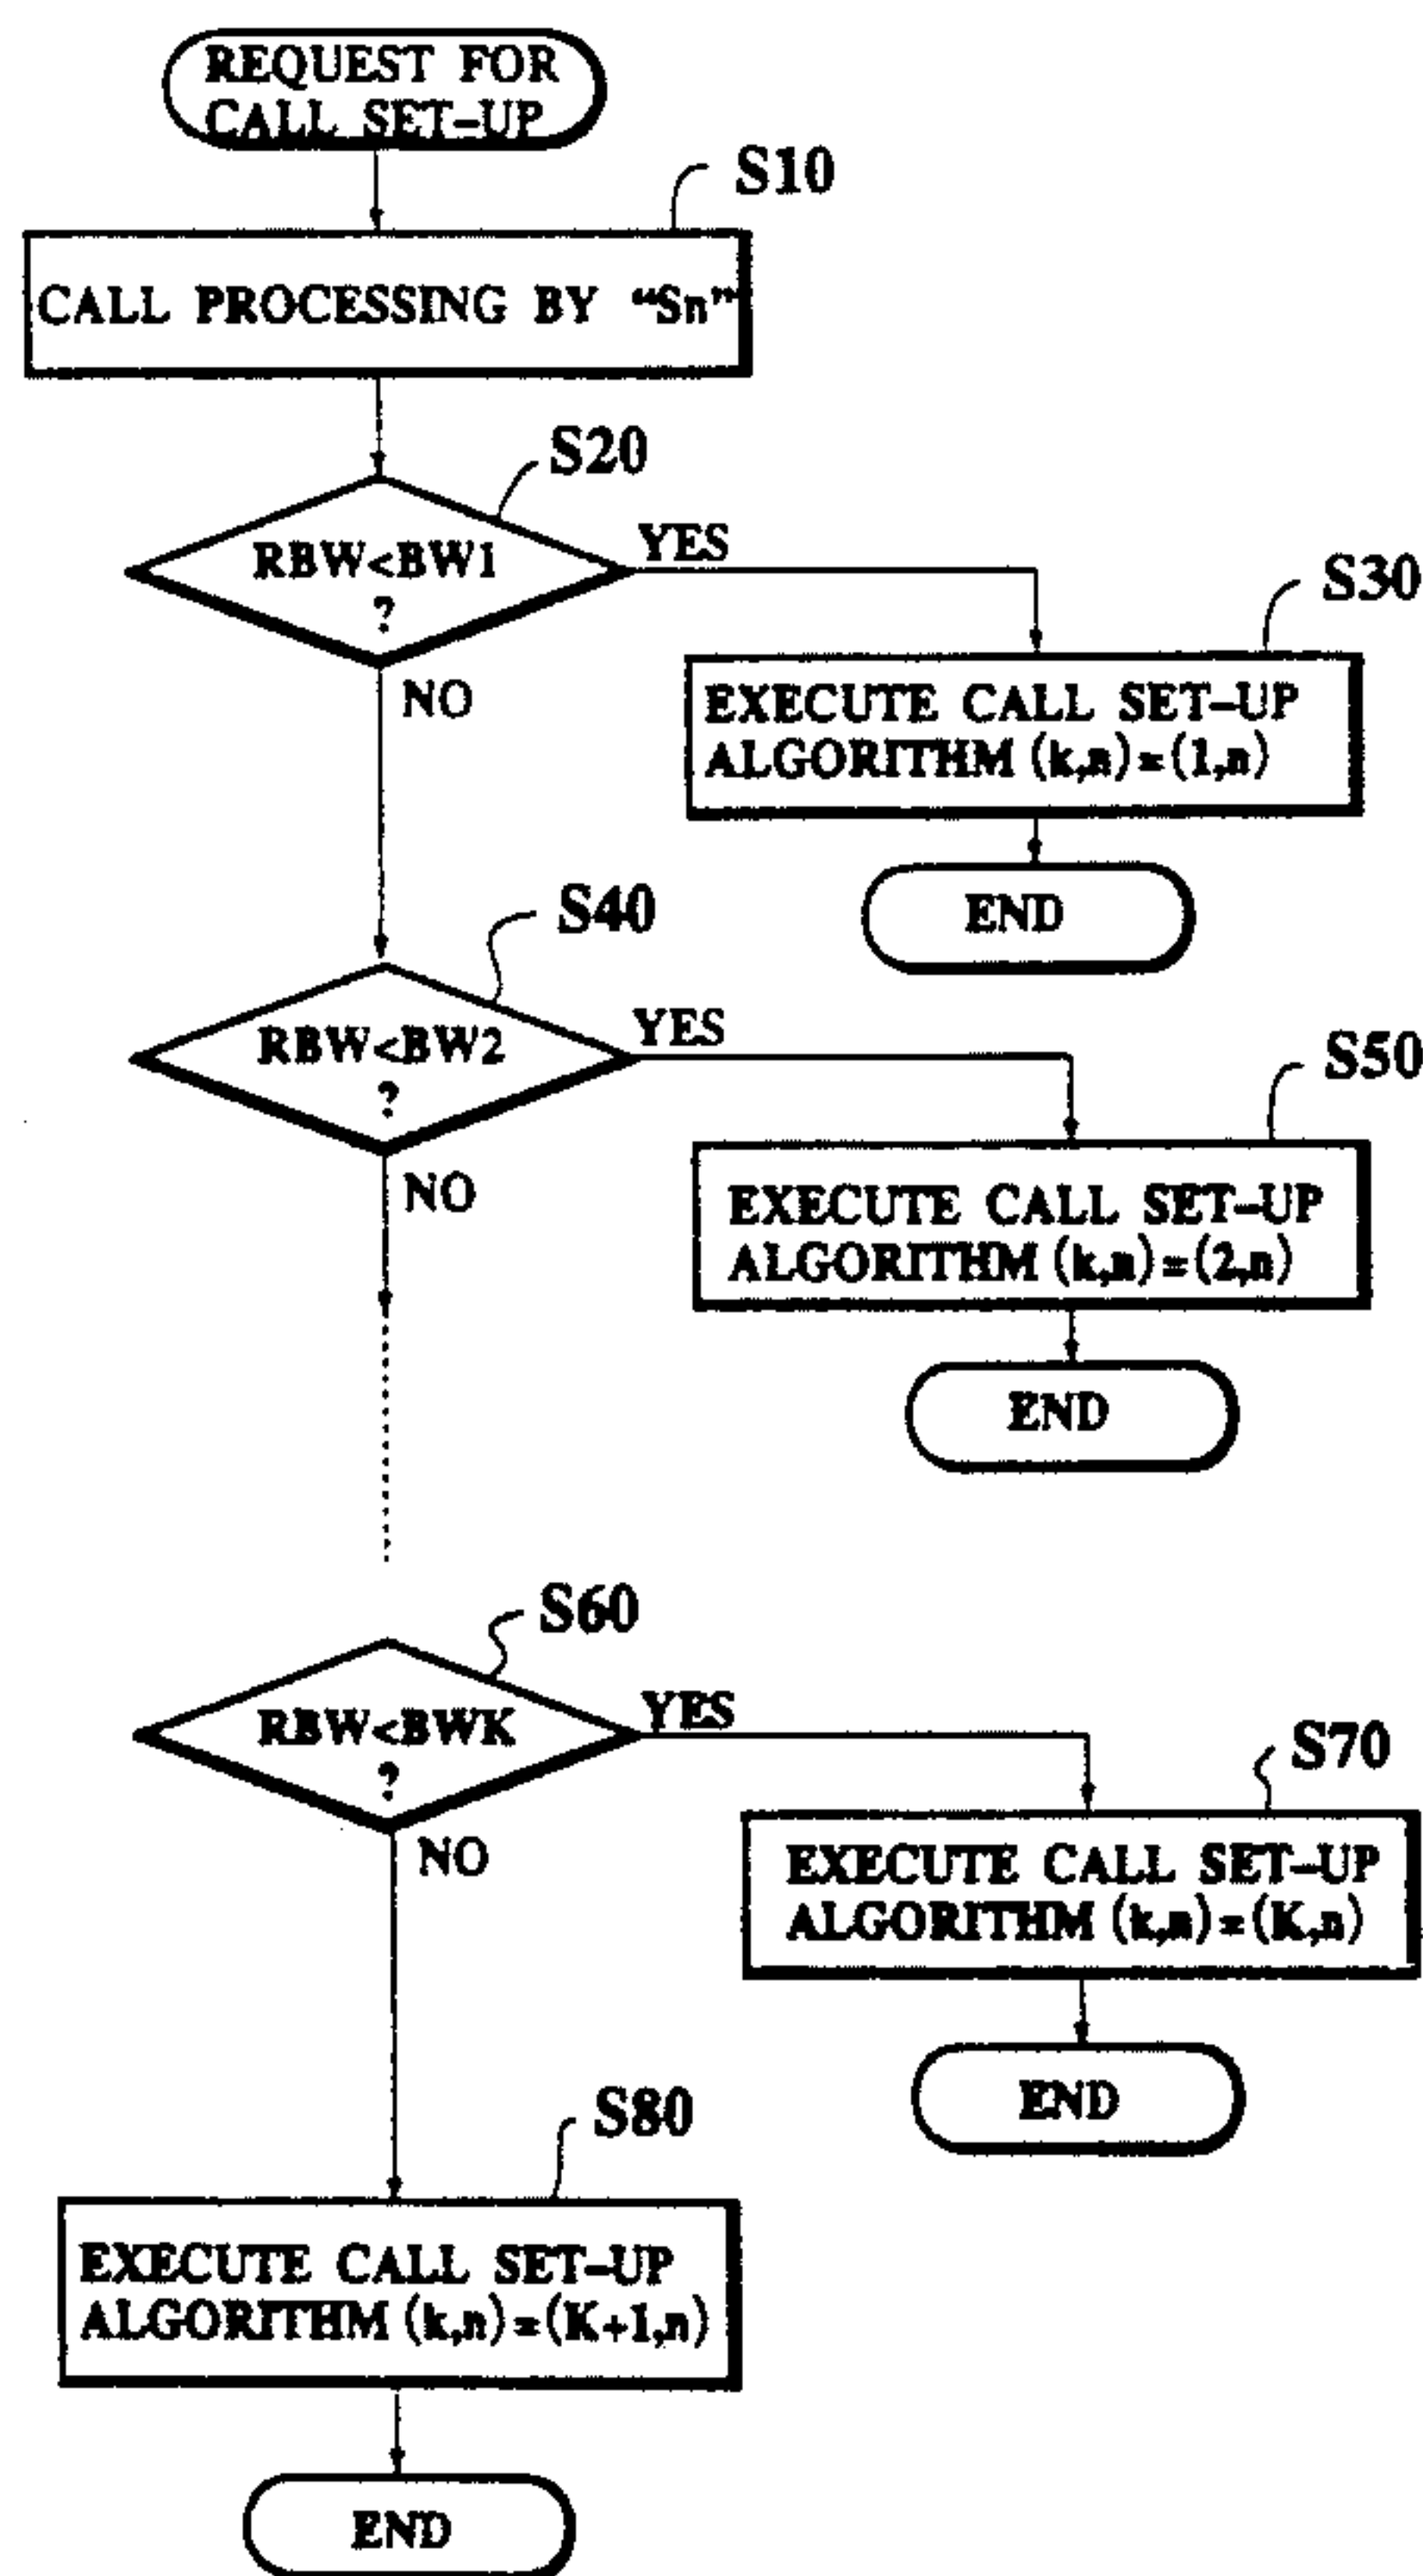 REQUEST FOR
CALL SET-UP
S10
CALL PROCESSING BY "Sn"
S20
RBW<BW1
?
YES
NO
S30
EXECUTE CALL SET-UP
ALGORITHM (k,n)=(1,n)
END
S40
RBW<BW2
?
YES
NO
S50
EXECUTE CALL SET-UP
ALGORITHM (k,n)=(2,n)
END
S60
RBW<BWK
?
YES
NO
S70
EXECUTE CALL SET-UP
ALGORITHM (k,n)=(K,n)
END
S80
EXECUTE CALL SET-UP
ALGORITHM (k,n)=(K+1,n)
END